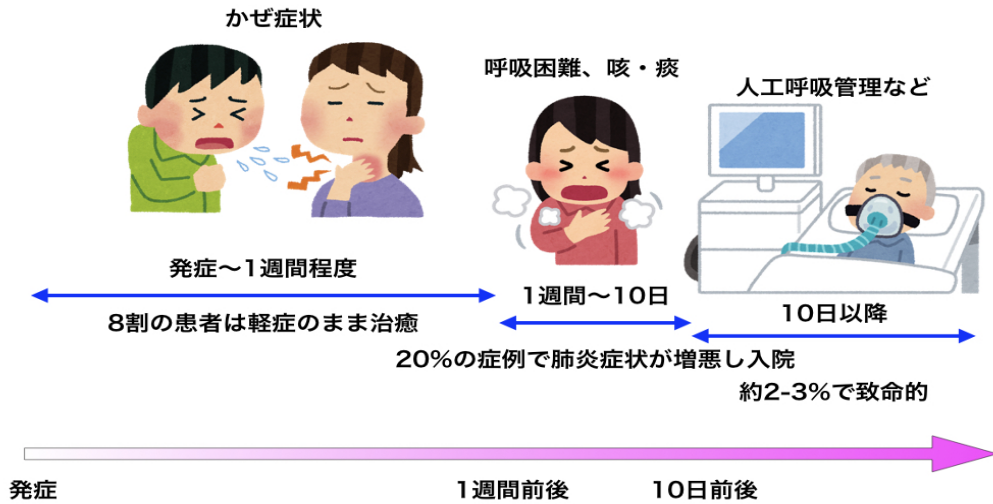 かぜ症状
呼吸困難、咳・痰
人工呼吸管理など
発症～1週間程度
8割の患者は軽症のまま治癒
1週間～10日
20%の症例で肺炎症状が増悪し入院
10日以降
約2-3%で致命的
発症
1週間前後
10日前後